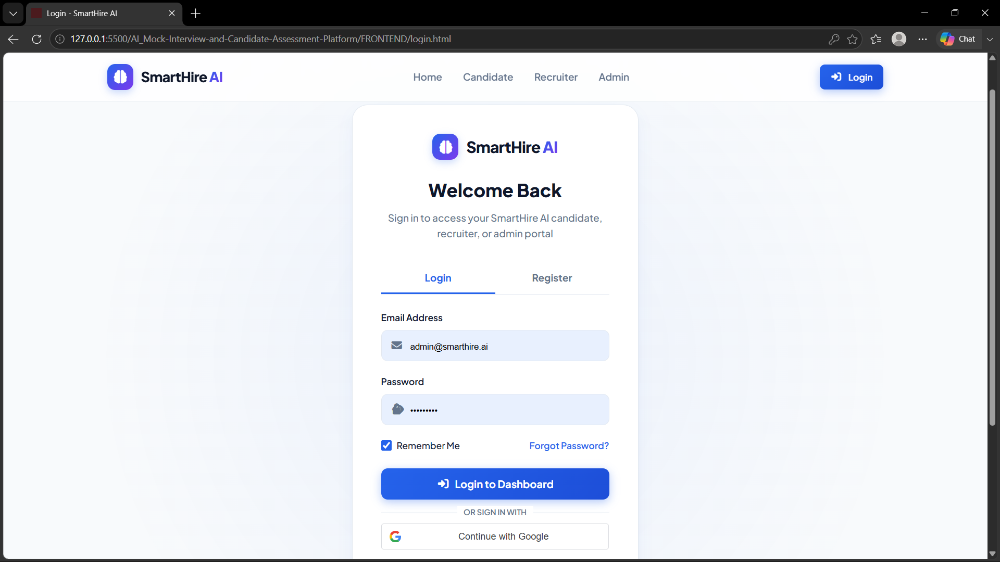 Login - SmartHire AI
127.0.0.1:5500/AI_Mock-Interview-and-Candidate-Assessment-Platform/FRONTEND/login.html
Chat
SmartHire AI
Home
Candidate
Recruiter
Admin
Login
SmartHire AI
Welcome Back
Sign in to access your SmartHire AI candidate,
recruiter, or admin portal
Login
Register
Email Address
admin@smarthire.ai
Password
•••••••••
Remember Me
Forgot Password?
Login to Dashboard
OR SIGN IN WITH
Continue with Google